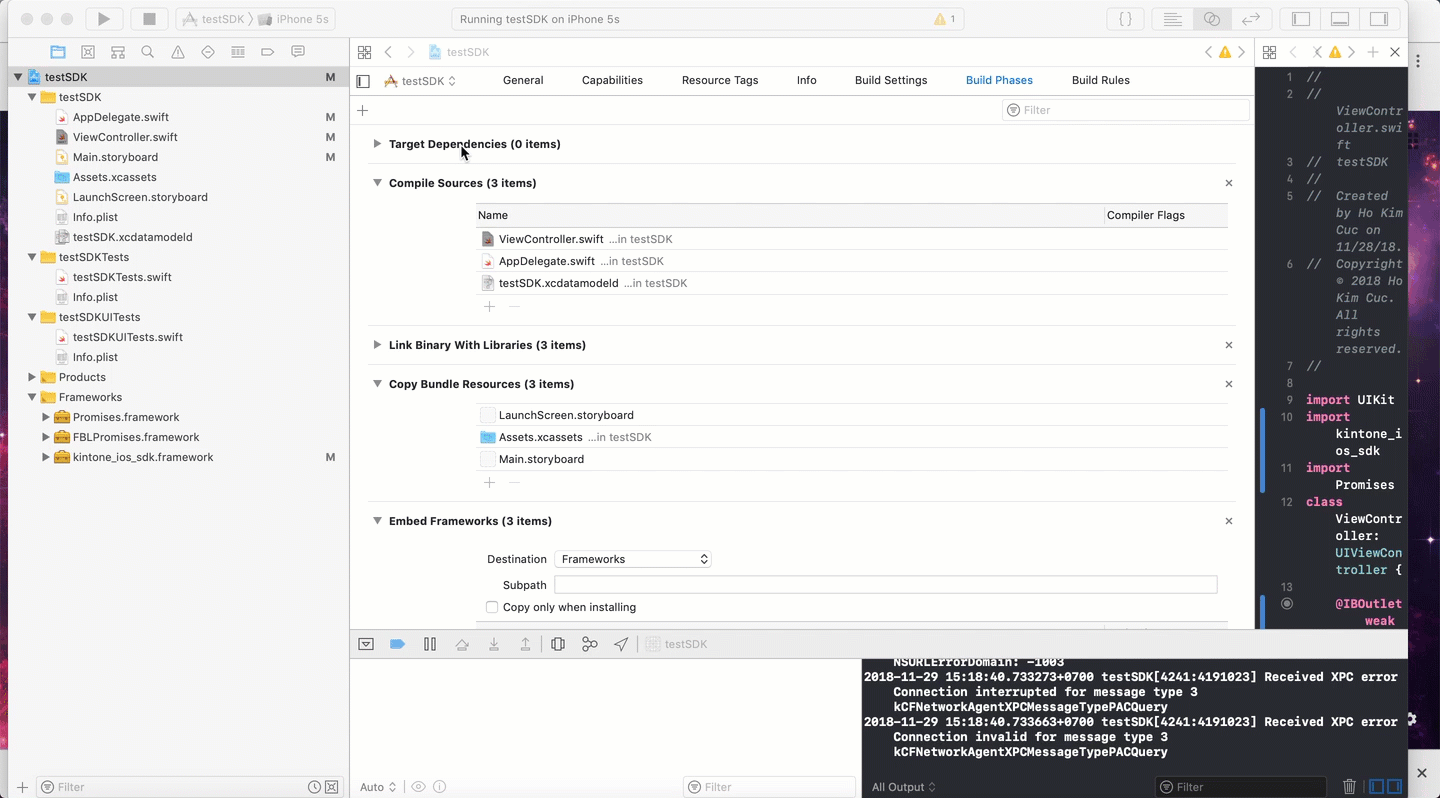 testSDK
iPhone 5s
Running testSDK on iPhone 5s
1
testSDK M
testSDK
AppDelegate.swift M
ViewController.swift M
Main.storyboard M
Assets.xcassets
LaunchScreen.storyboard
Info.plist
testSDK.xcdatamodeld
testSDKTests
testSDKTests.swift
Info.plist
testSDKUITests
testSDKUITests.swift
Info.plist
Products
Frameworks
Promises.framework
FBLPromises.framework
kintone_ios_sdk.framework M
Filter
testSDK
testSDK
General Capabilities Resource Tags Info Build Settings Build Phases Build Rules
Filter
Target Dependencies (0 items)
Compile Sources (3 items)
Name Compiler Flags
ViewController.swift ...in testSDK
AppDelegate.swift ...in testSDK
testSDK.xcdatamodeld ...in testSDK
Link Binary With Libraries (3 items)
Copy Bundle Resources (3 items)
LaunchScreen.storyboard
Assets.xcassets ...in testSDK
Main.storyboard
Embed Frameworks (3 items)
Destination Frameworks
Subpath
Copy only when installing
1 //
2 //
ViewContr
oller.swi
ft
3 // testSDK
4 //
5 // Created
by Ho Kim
Cuc on
11/28/18.
6 // Copyright
© 2018 Ho
Kim Cuc.
All
rights
reserved.
7 //
8
9 import UIKit
10 import
kintone_i
os_sdk
11 import
Promises
12 class
ViewContr
oller:
UIViewCon
troller {
13
@IBOutlet
weak
testSDK
NSURLErrorDomain: -1003
2018-11-29 15:18:40.733273+0700 testSDK[4241:4191023] Received XPC error
Connection interrupted for message type 3
kCFNetworkAgentXPCMessageTypePACQuery
2018-11-29 15:18:40.733663+0700 testSDK[4241:4191023] Received XPC error
Connection invalid for message type 3
kCFNetworkAgentXPCMessageTypePACQuery
Auto
Filter
All Output
Filter